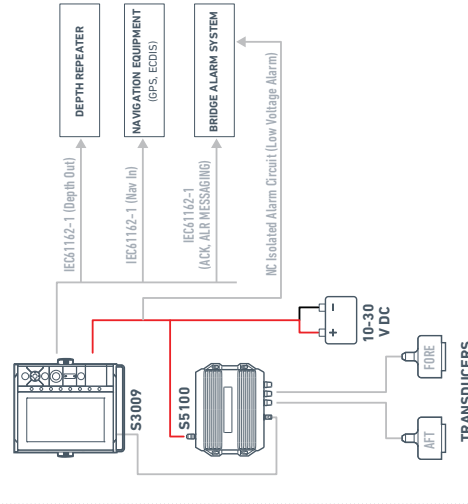 DEPTH REPEATER
NAVIGATION EQUIPMENT
(GPS, ECDIS)
BRIDGE ALARM SYSTEM
IEC61162-1 (Depth Out)
IEC61162-1 (Nav In)
IEC61162-1
(ACK, ALR MESSAGING)
NC Isolated Alarm Circuit (Low Voltage Alarm)
S3009
S5100
+ -
10-30
V DC
AFT
FORE
TRANSDUCERS